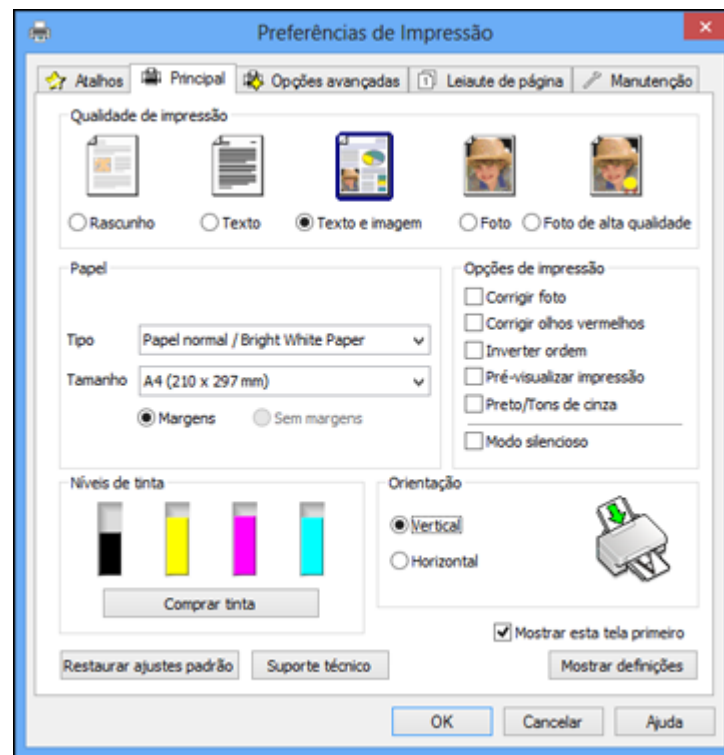 Preferências de Impressão
Atalhos Principal Opções avançadas 1 Leiaute de página Manutenção
Qualidade de impressão
Rascunho Texto Texto e imagem Foto Foto de alta qualidade
Papel
Tipo Papel normal / Bright White Paper
Tamanho A4 (210 x 297 mm)
Margens Sem margens
Opções de impressão
Corrigir foto
Corrigir olhos vermelhos
Inverter ordem
Pré-visualizar impressão
Preto/Tons de cinza
Modo silencioso
Níveis de tinta
Comprar tinta
Orientação
Vertical
Horizontal
Mostrar esta tela primeiro
Restaurar ajustes padrão Suporte técnico Mostrar definições
OK Cancelar Ajuda